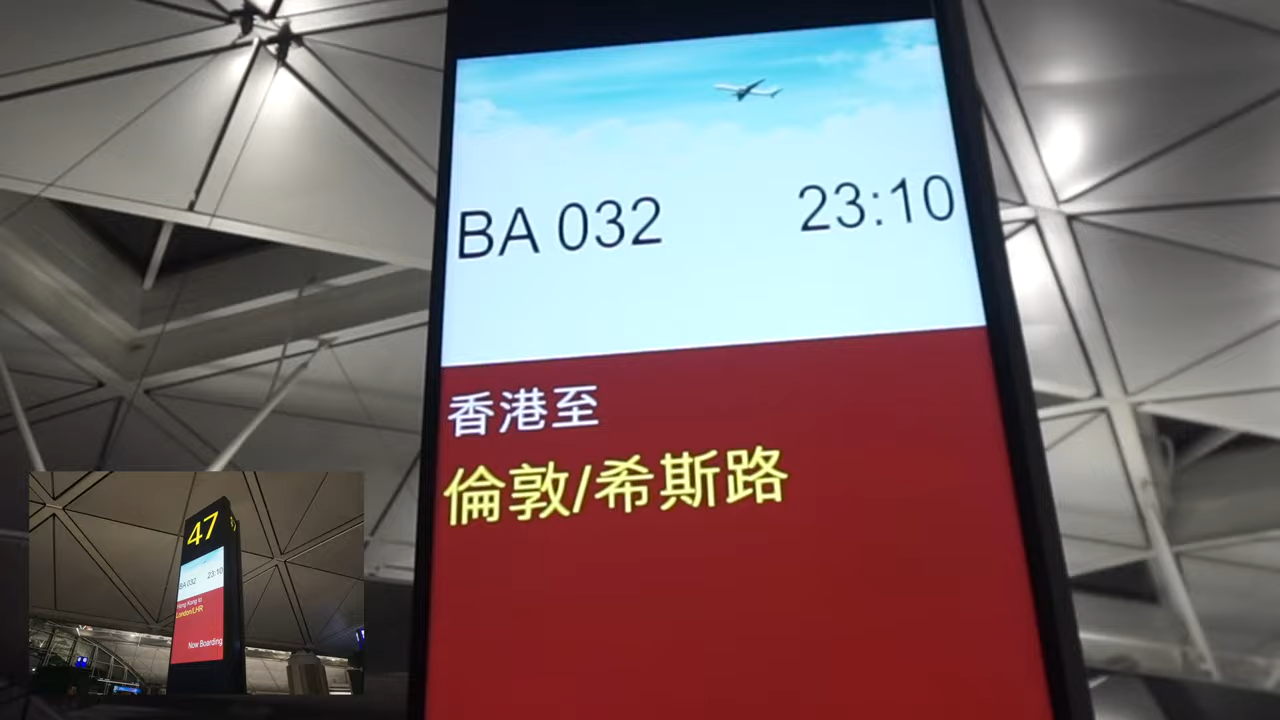 BA 032 23:10
香港至
倫敦/希斯路
47
BA 032 23:10
Hong Kong to
London/LHR
Now Boarding